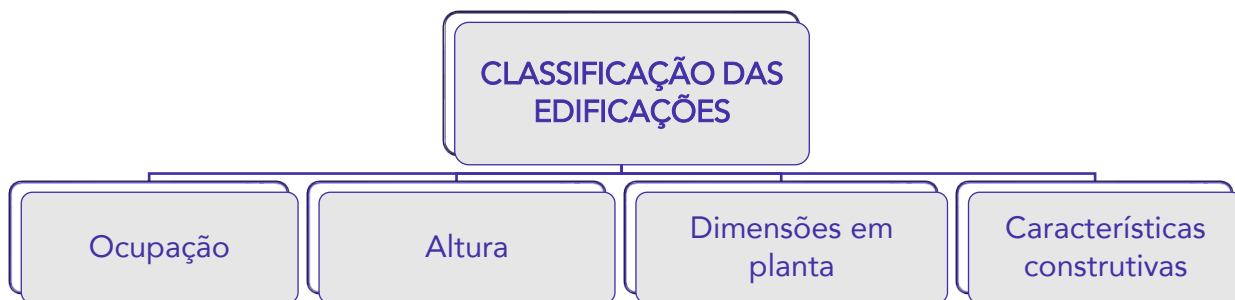 CLASSIFICAÇÃO DAS
EDIFICAÇÕES
Ocupação
Altura
Dimensões em
planta
Características
construtivas